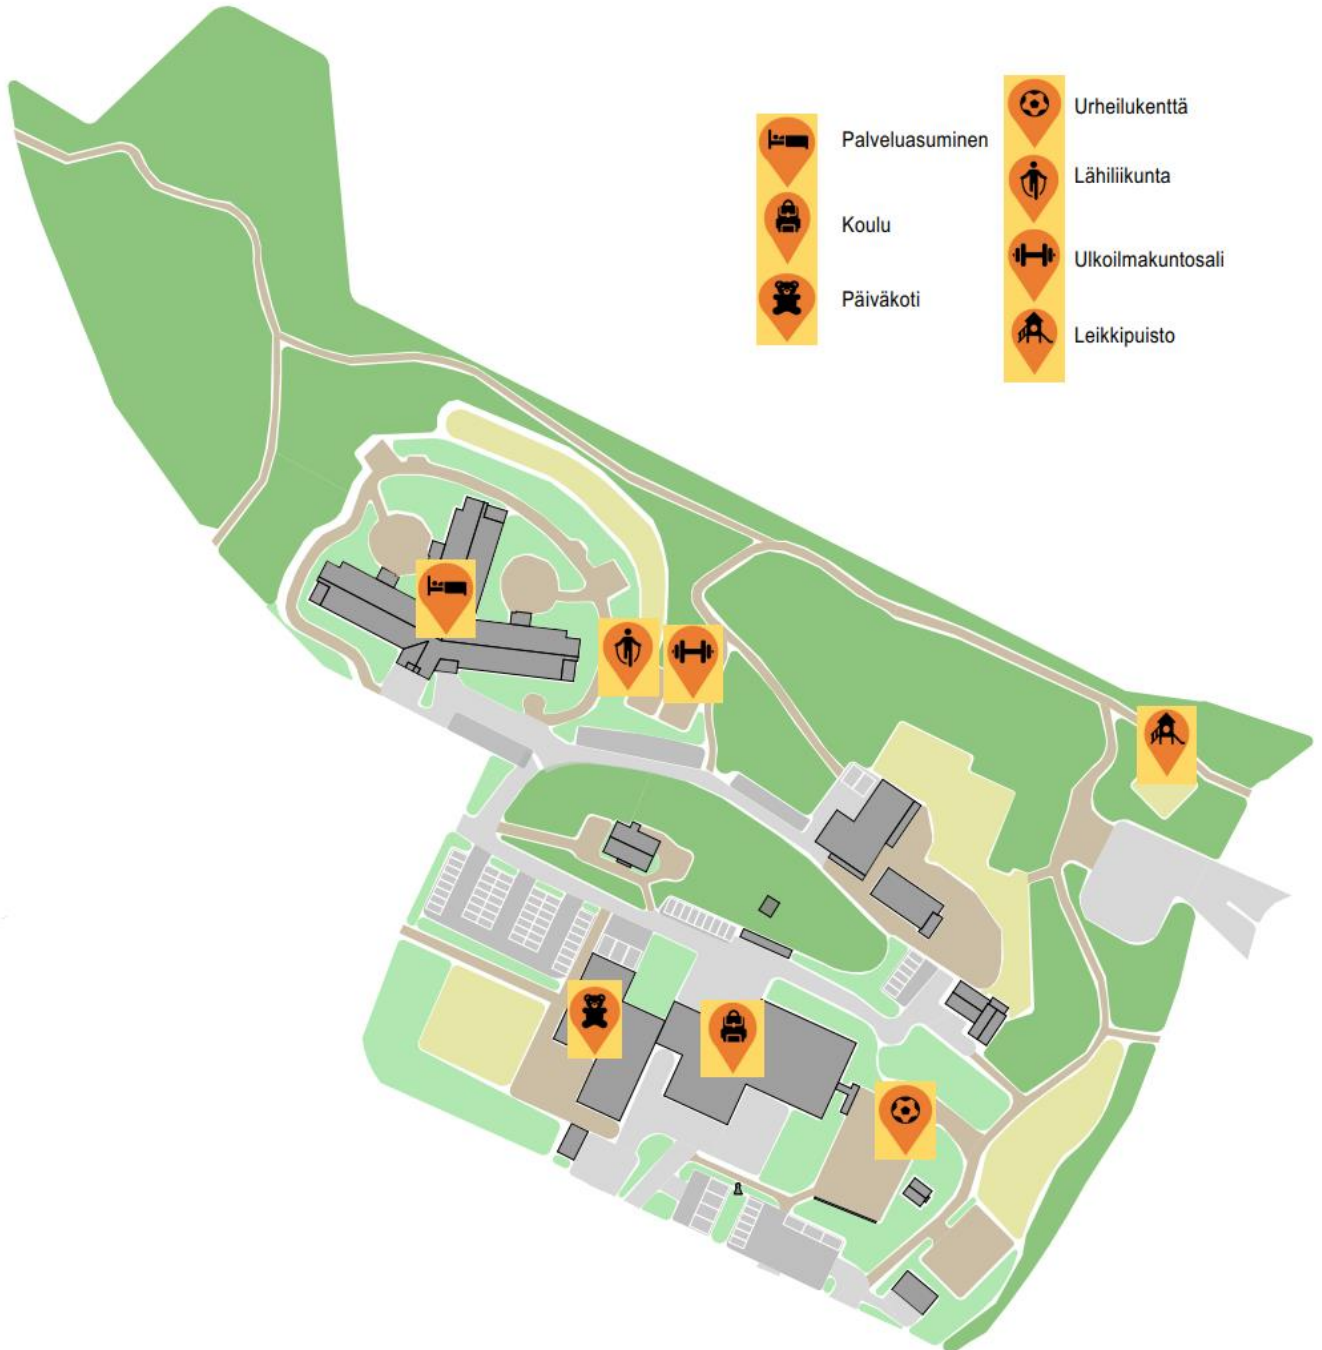 Palveluasuminen
Koulu
Päiväkoti
Urheilukenttä
Lähiliikunta
Ulkoilmakuntosali
Leikkipuisto